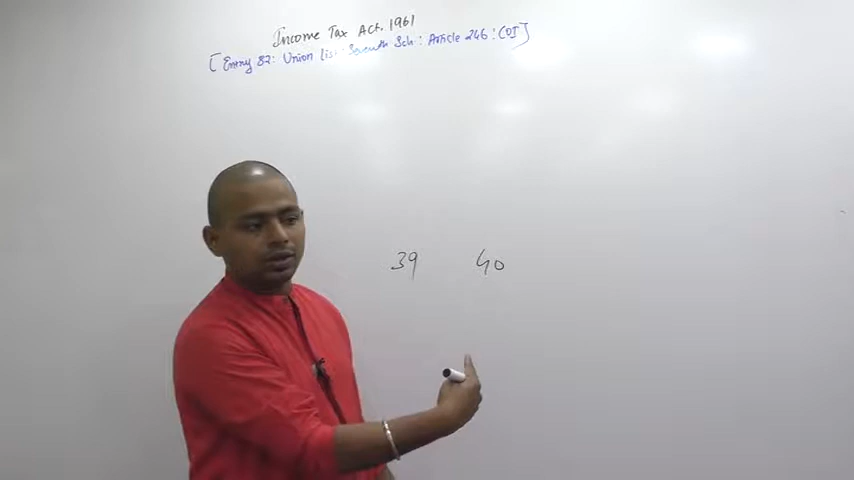 Income Tax Act. 1961
[ Entry 82: Union List: Seventh Sch: Article 246: COI]
39 40